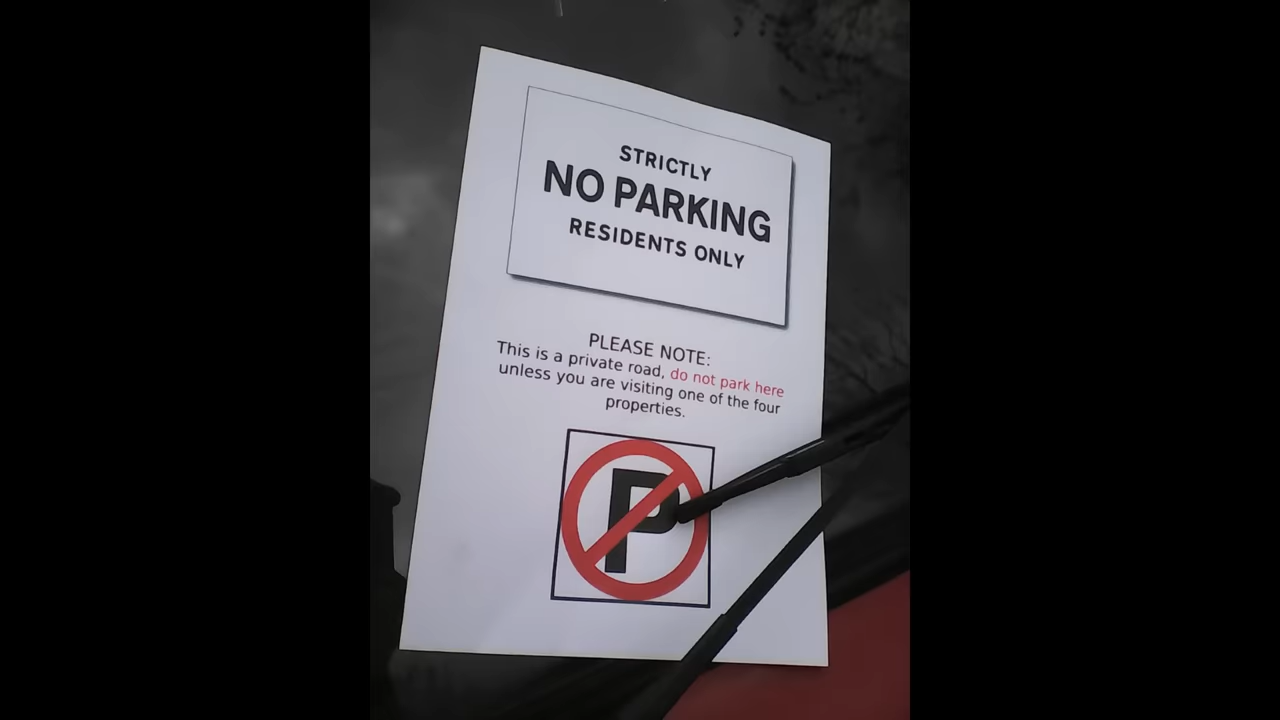 STRICTLY
NO PARKING
RESIDENTS ONLY
PLEASE NOTE:
This is a private road, do not park here
unless you are visiting one of the four
properties.
P